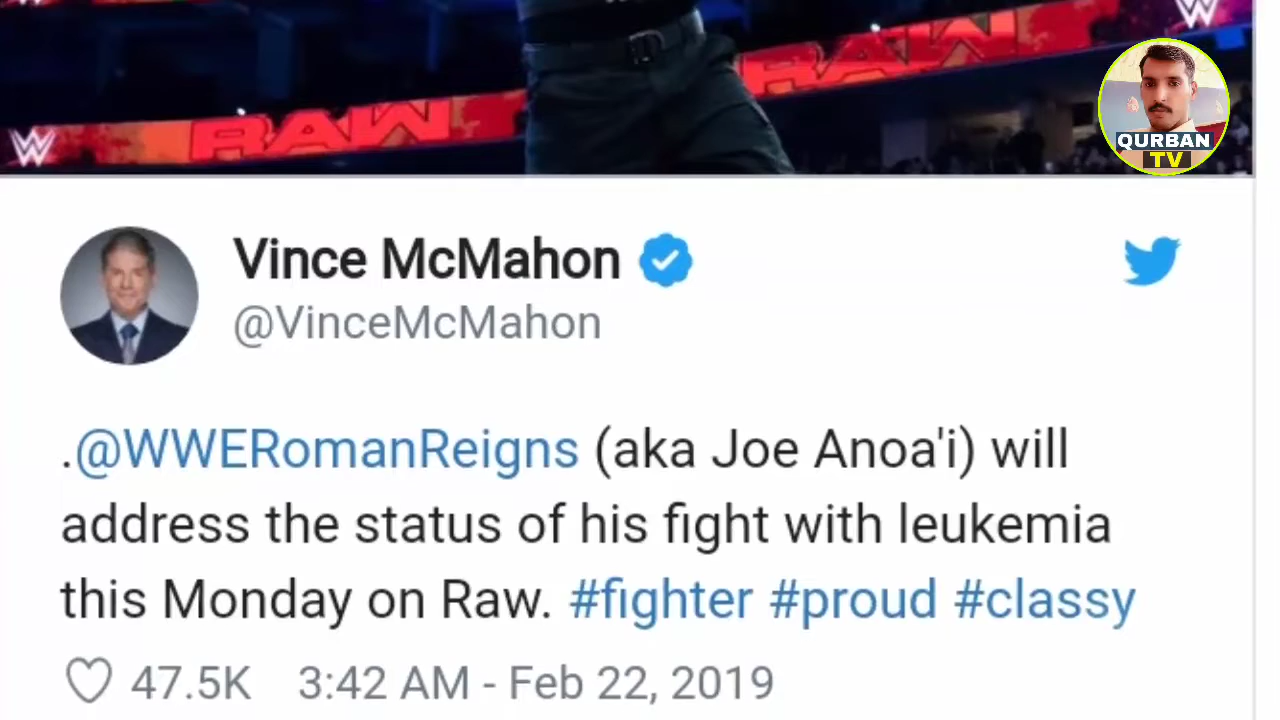 RAW
RAW
W
W
QURBAN
TV
Vince McMahon
@VinceMcMahon
.@WWERomanReigns (aka Joe Anoa'i) will
address the status of his fight with leukemia
this Monday on Raw. #fighter #proud #classy
47.5K 3:42 AM - Feb 22, 2019